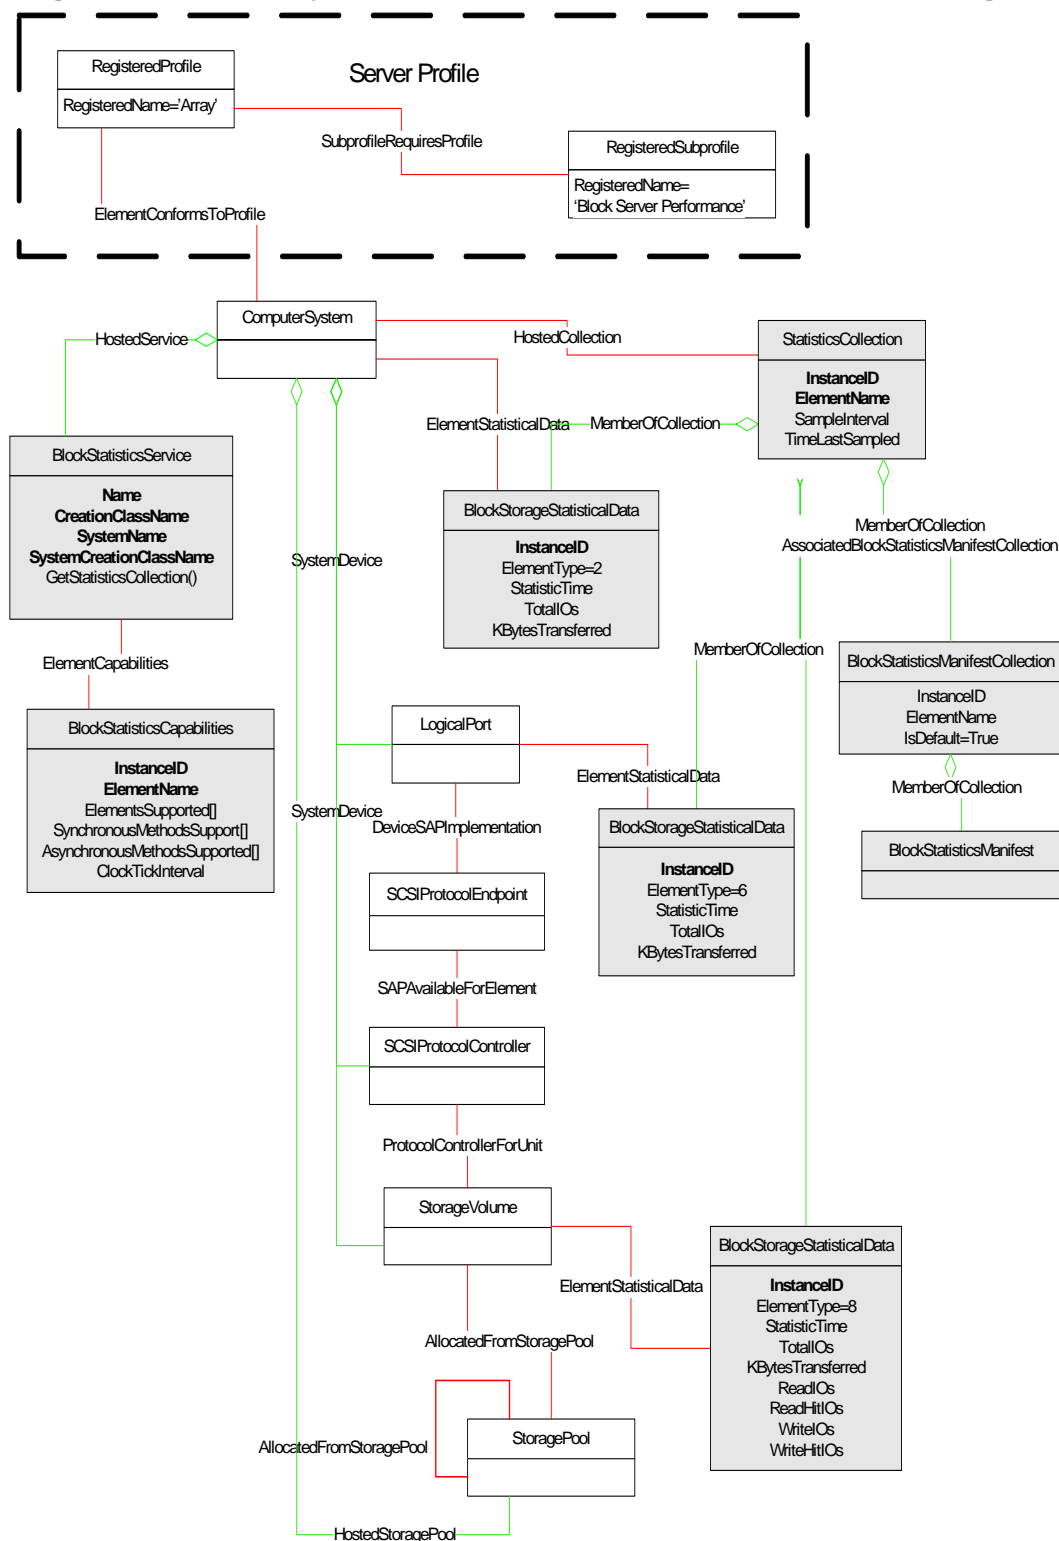 Server Profile
RegisteredProfile
RegisteredName='Array'
SubprofileRequiresProfile
RegisteredSubprofile
RegisteredName=
'Block Server Performance'
ElementConformsToProfile
ComputerSystem
HostedService
HostedCollection
StatisticsCollection
InstanceID
ElementName
SampleInterval
TimeLastSampled
ElementStatisticalData
MemberOfCollection
BlockStatisticsService
Name
CreationClassName
SystemName
SystemCreationClassName
GetStatisticsCollection()
BlockStorageStatisticalData
InstanceID
ElementType=2
StatisticTime
TotalIOs
KBytesTransferred
MemberOfCollection
AssociatedBlockStatisticsManifestCollection
SystemDevice
ElementCapabilities
MemberOfCollection
BlockStatisticsManifestCollection
InstanceID
ElementName
IsDefault=True
BlockStatisticsCapabilities
InstanceID
ElementName
ElementsSupported[]
SynchronousMethodsSupport[]
AsynchronousMethodsSupported[]
ClockTickInterval
LogicalPort
ElementStatisticalData
MemberOfCollection
SystemDevice
DeviceSAPImplementation
BlockStorageStatisticalData
InstanceID
ElementType=6
StatisticTime
TotalIOs
KBytesTransferred
BlockStatisticsManifest
SCSIProtocolEndpoint
SAPAvailableForElement
SCSIProtocolController
ProtocolControllerForUnit
StorageVolume
ElementStatisticalData
BlockStorageStatisticalData
InstanceID
ElementType=8
StatisticTime
TotalIOs
KBytesTransferred
ReadIOs
ReadHitIOs
WriteIOs
WriteHitIOs
AllocatedFromStoragePool
AllocatedFromStoragePool
StoragePool
HostedStoragePool